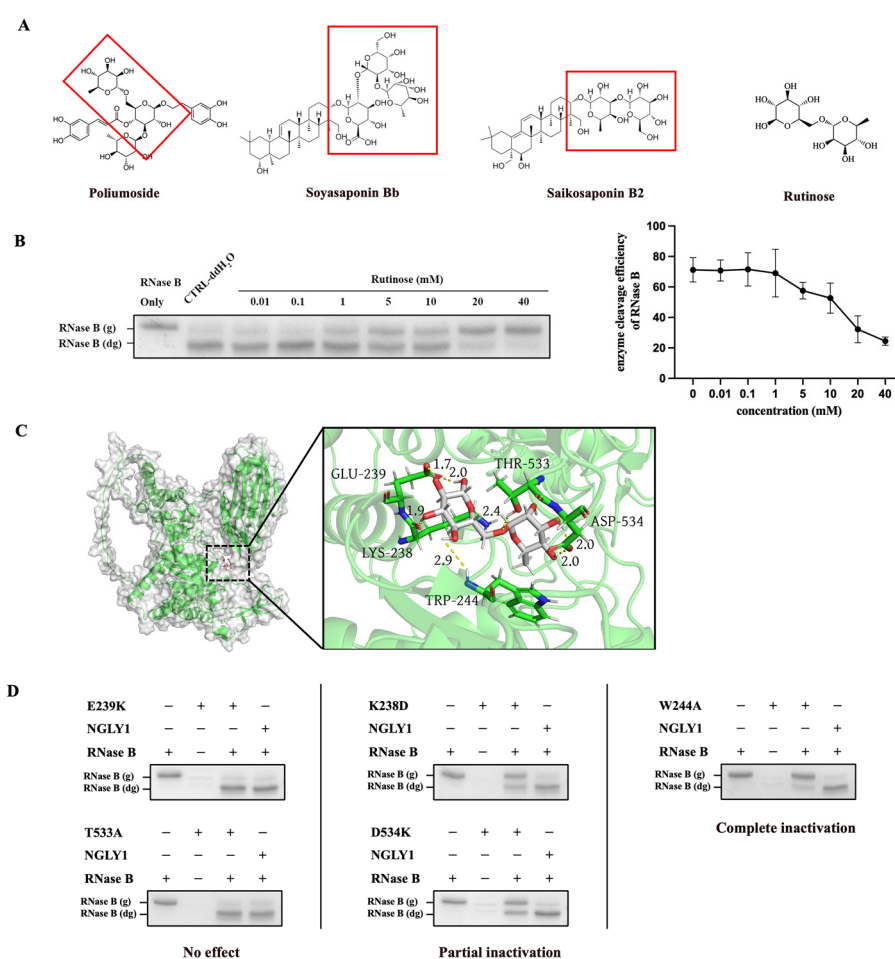 A
Poliumoside
Soyasaponin Bb
Saikosaponin B2
Rutinose
B
RNase B
Only
CTRL-ddH₂O
Rutinose (mM)
0.01 0.1 1 5 10 20 40
RNase B (g)
RNase B (dg)
enzyme cleavage efficiency
of RNase B
100
80
60
40
20
0
0 0.01 0.1 1 5 10 20 40
concentration (mM)
C
GLU-239
1.7
2.0
THR-533
1.9
2.4
ASP-534
LYS-238
2.0
2.9
2.0
TRP-244
D
E239K − + + −
NGLY1 − − − +
RNase B + − + +
RNase B (g)
RNase B (dg)
T533A − + + −
NGLY1 − − − +
RNase B + − + +
RNase B (g)
RNase B (dg)
No effect
K238D − + + −
NGLY1 − − − +
RNase B + − + +
RNase B (g)
RNase B (dg)
D534K − + + −
NGLY1 − − − +
RNase B + − + +
RNase B (g)
RNase B (dg)
Partial inactivation
W244A − + + −
NGLY1 − − − +
RNase B + − + +
RNase B (g)
RNase B (dg)
Complete inactivation